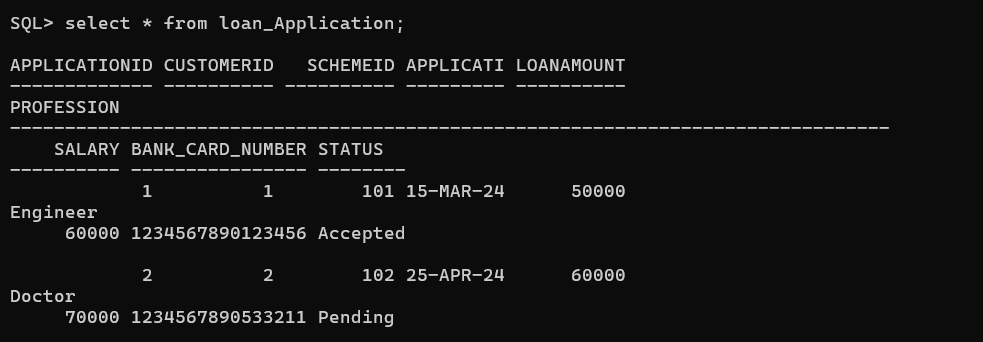 SQL> select * from loan_Application;
APPLICATIONID CUSTOMERID   SCHEMEID APPLICATI LOANAMOUNT
------------- ---------- ---------- --------- ----------
PROFESSION
--------------------------------------------------------------------------------
    SALARY BANK_CARD_NUMBER STATUS
---------- ---------------- --------
            1          1        101 15-MAR-24      50000
Engineer
     60000 1234567890123456 Accepted
            2          2        102 25-APR-24      60000
Doctor
     70000 1234567890533211 Pending